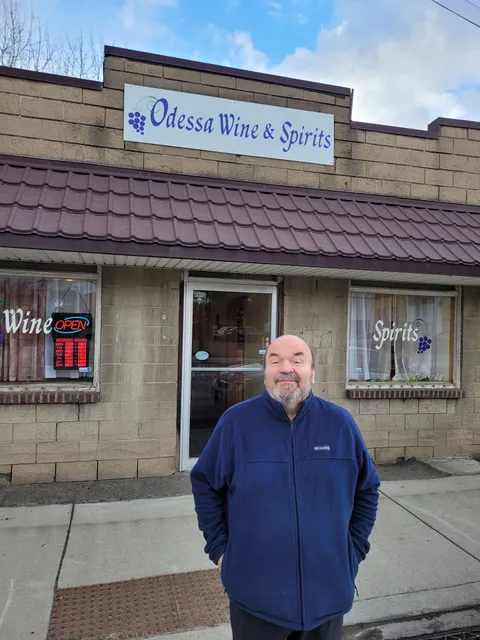 Odessa Wine & Spirits
Wine
OPEN
Spirits